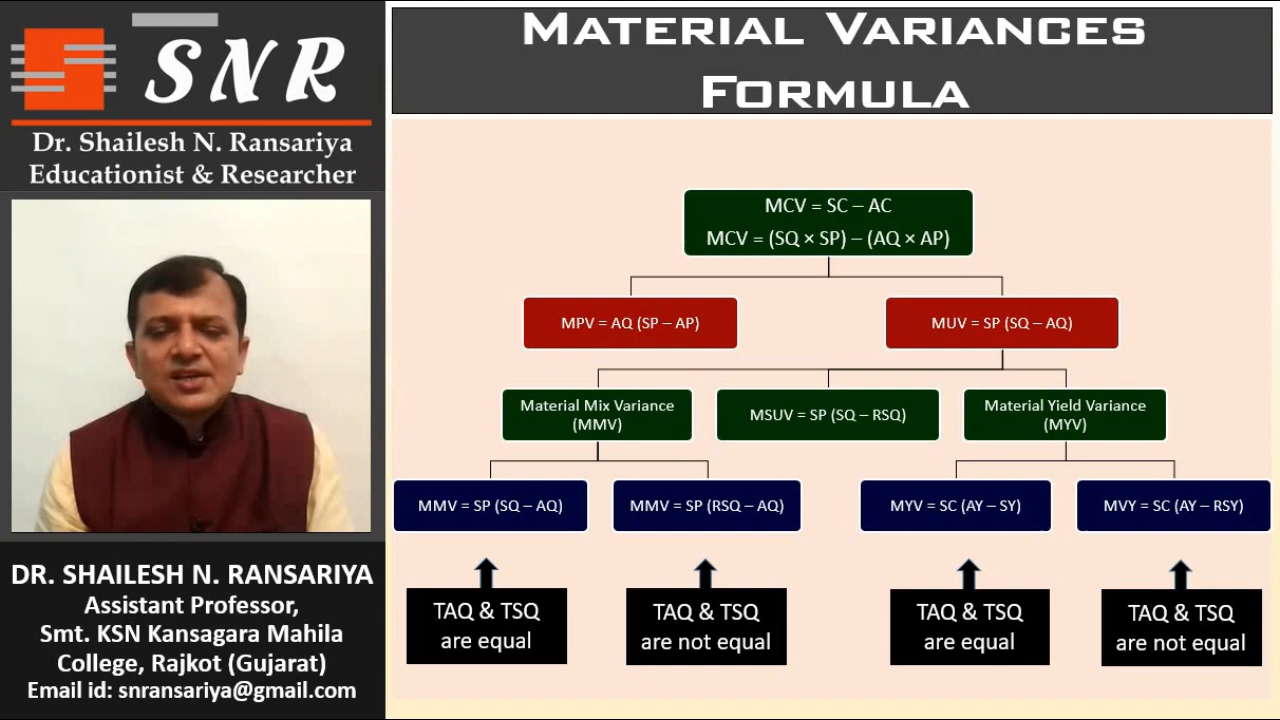 SNR
Dr. Shailesh N. Ransariya
Educationist & Researcher
DR. SHAILESH N. RANSARIYA
Assistant Professor,
Smt. KSN Kansagara Mahila
College, Rajkot (Gujarat)
Email id: snransariya@gmail.com
MATERIAL VARIANCES
FORMULA
MCV = SC – AC
MCV = (SQ × SP) – (AQ × AP)
MPV = AQ (SP – AP)
MUV = SP (SQ – AQ)
Material Mix Variance
(MMV)
MSUV = SP (SQ – RSQ)
Material Yield Variance
(MYV)
MMV = SP (SQ – AQ)
MMV = SP (RSQ – AQ)
MYV = SC (AY – SY)
MVY = SC (AY – RSY)
TAQ & TSQ
are equal
TAQ & TSQ
are not equal
TAQ & TSQ
are equal
TAQ & TSQ
are not equal